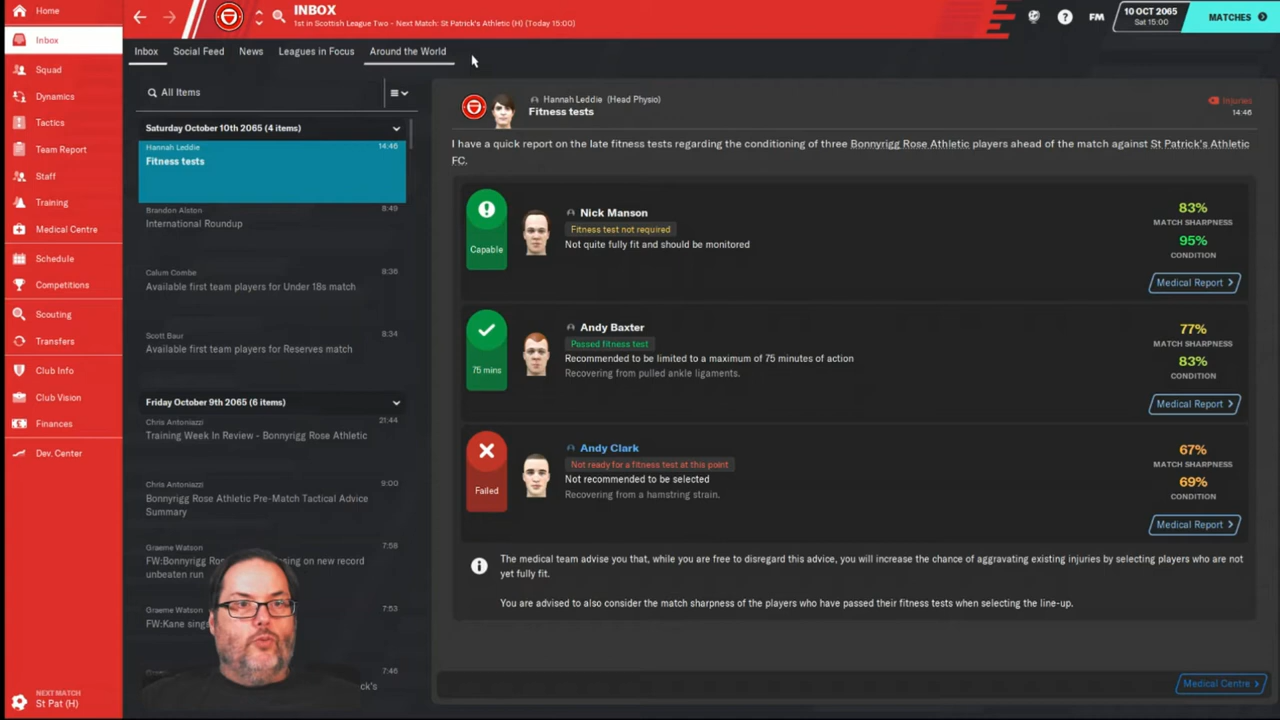 Home
Inbox
Squad
Dynamics
Tactics
Team Report
Staff
Training
Medical Centre
Schedule
Competitions
Scouting
Transfers
Club Info
Club Vision
Finances
Dev. Center
NEXT MATCH
St Pat (H)
INBOX
1st in Scottish League Two - Next Match: St Patrick's Athletic (H) (Today 15:00)
FM
10 OCT 2065
Sat 15:00
MATCHES
Inbox
Social Feed
News
Leagues in Focus
Around the World
All Items
Saturday October 10th 2065 (4 items)
Hannah Leddie 14:46
Fitness tests
Brandon Alston 8:49
International Roundup
Calum Combe 8:36
Available first team players for Under 18s match
Scott Baur 8:34
Available first team players for Reserves match
Friday October 9th 2065 (6 items)
Chris Antoniazzi 21:44
Training Week In Review - Bonnyrigg Rose Athletic
Chris Antoniazzi 9:00
Bonnyrigg Rose Athletic Pre-Match Tactical Advice
Summary
Graeme Watson 7:58
FW:Bonnyrigg Ro sing on new record
unbeaten run
Graeme Watson 7:53
FW:Kane
7:46
ck's
Hannah Leddie (Head Physio)
Fitness tests
Injuries
14:46
I have a quick report on the late fitness tests regarding the conditioning of three Bonnyrigg Rose Athletic players ahead of the match against St Patrick's Athletic
FC.
Capable
Nick Manson
Fitness test not required
Not quite fully fit and should be monitored
83%
MATCH SHARPNESS
95%
CONDITION
Medical Report
75 mins
Andy Baxter
Passed fitness test
Recommended to be limited to a maximum of 75 minutes of action
Recovering from pulled ankle ligaments.
77%
MATCH SHARPNESS
83%
CONDITION
Medical Report
Failed
Andy Clark
Not ready for a fitness test at this point
Not recommended to be selected
Recovering from a hamstring strain.
67%
MATCH SHARPNESS
69%
CONDITION
Medical Report
The medical team advise you that, while you are free to disregard this advice, you will increase the chance of aggravating existing injuries by selecting players who are not
yet fully fit.
You are advised to also consider the match sharpness of the players who have passed their fitness tests when selecting the line-up.
Medical Centre